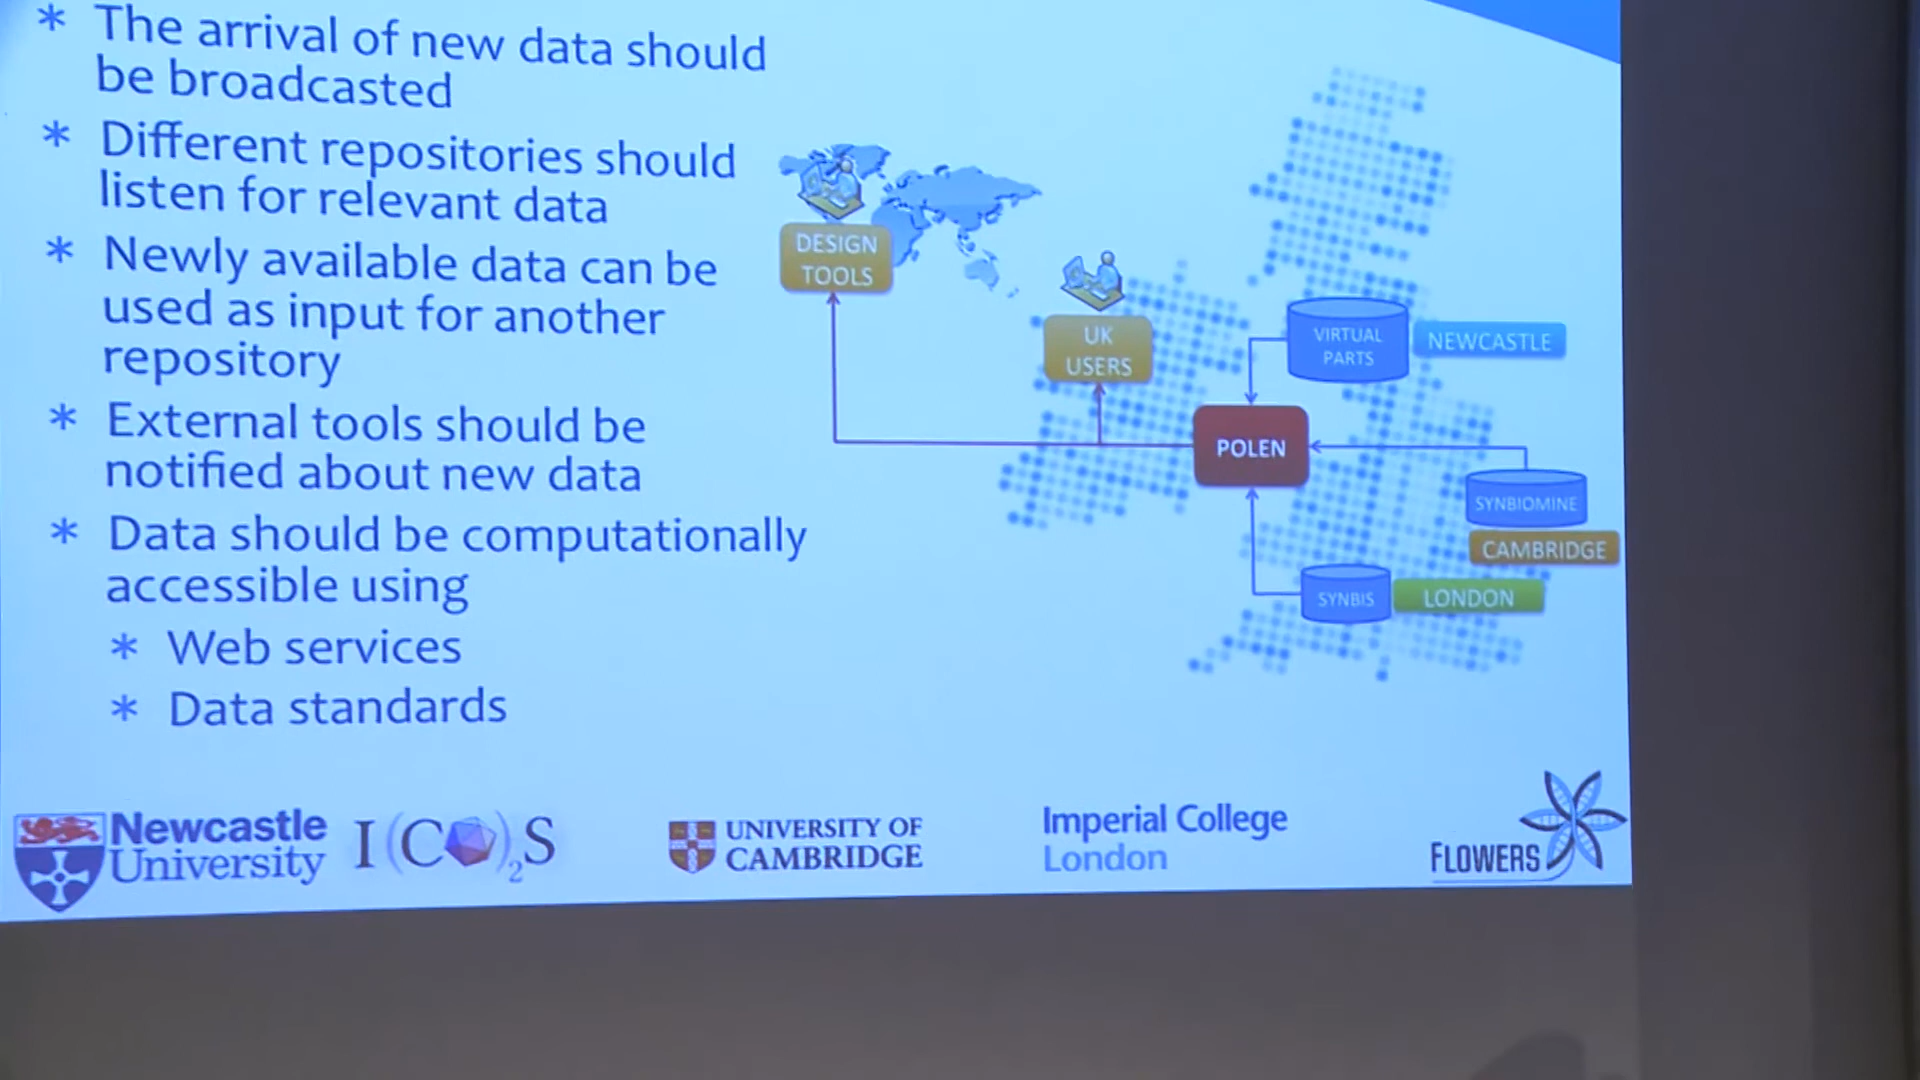 * The arrival of new data should
be broadcasted
* Different repositories should
listen for relevant data
* Newly available data can be
used as input for another
repository
* External tools should be
notified about new data
* Data should be computationally
accessible using
* Web services
* Data standards
DESIGN
TOOLS
UK
USERS
VIRTUAL
PARTS
NEWCASTLE
POLEN
SYNBIOMINE
CAMBRIDGE
SYNBIS
LONDON
Newcastle
University
I(C)2S
UNIVERSITY OF
CAMBRIDGE
Imperial College
London
FLOWERS